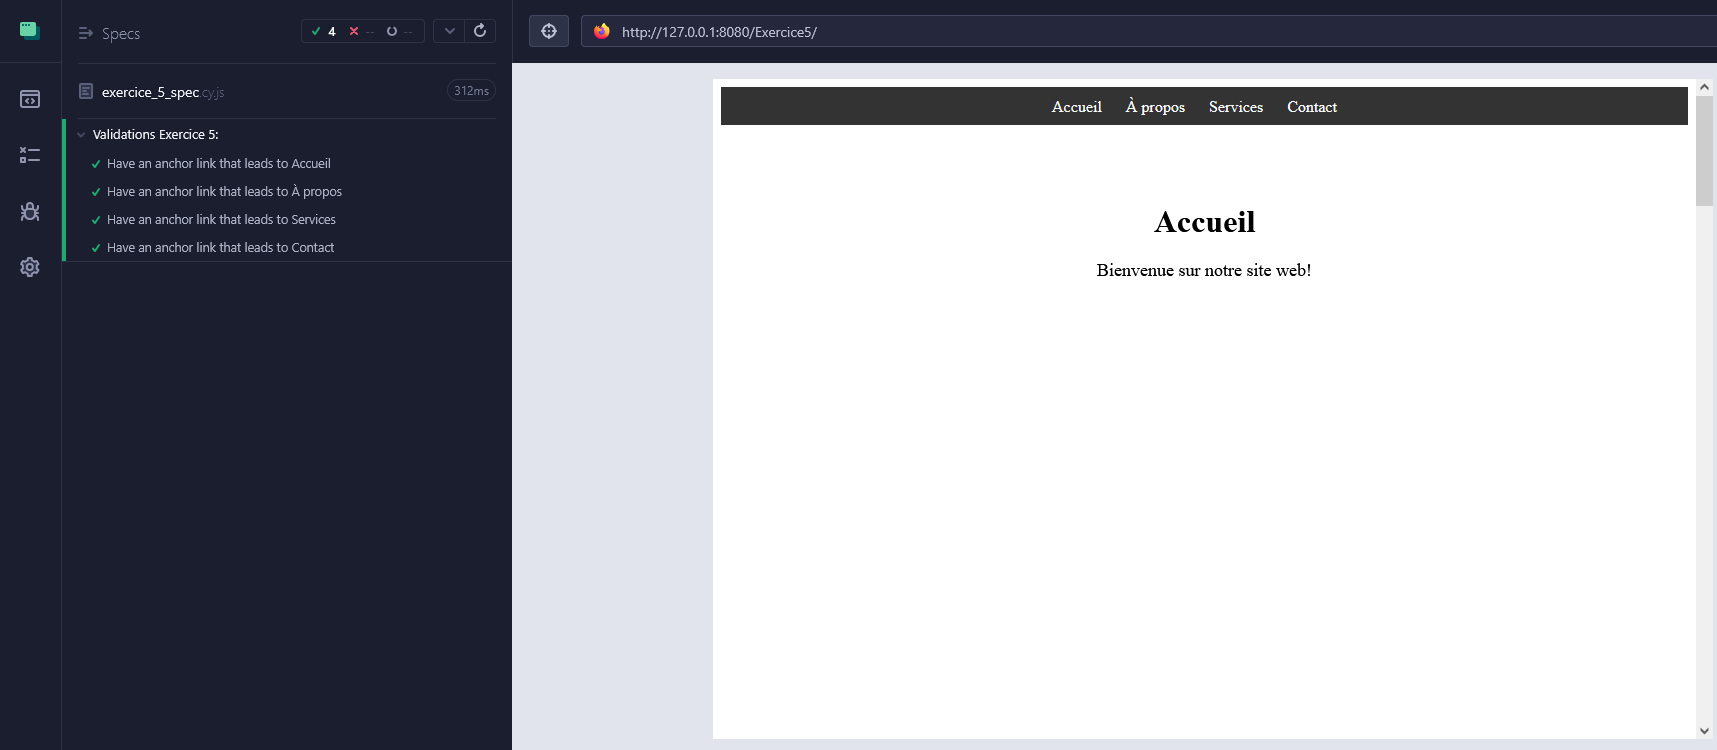 Specs
4 -- --
http://127.0.0.1:8080/Exercice5/
exercice_5_spec.cy.js
312ms
Validations Exercice 5:
Have an anchor link that leads to Accueil
Have an anchor link that leads to À propos
Have an anchor link that leads to Services
Have an anchor link that leads to Contact
Accueil À propos Services Contact
Accueil
Bienvenue sur notre site web!